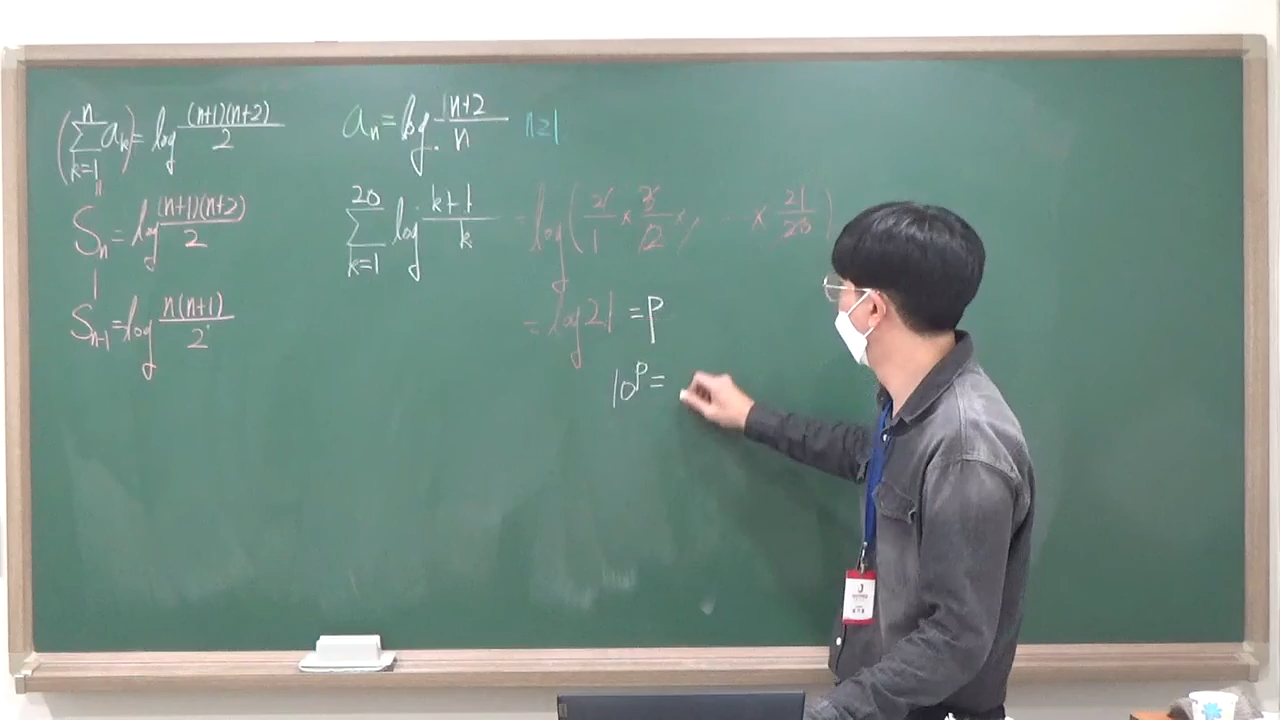 (∑_{k=1}^{n} a_k) = log (n+1)(n+2)/2
"
S_n = log (n+1)(n+2)/2
S_{n-1} = log n(n+1)/2
a_n = log (n+2)/n n≥1
∑_{k=1}^{20} log (k+1)/k = log(2/1 × 3/2 × ... × 21/20)
= log 21 = P
10^P =
J